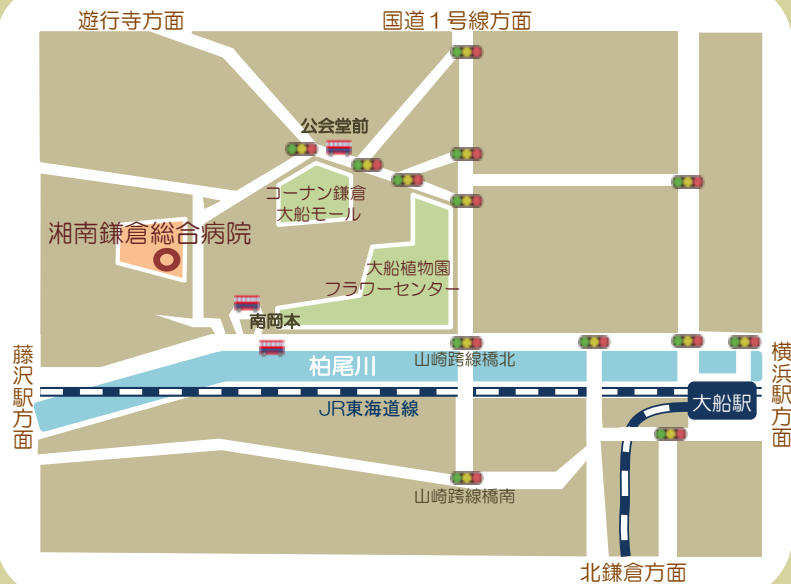 遊行寺方面
国道１号線方面
公会堂前
コーナン鎌倉
大船モール
湘南鎌倉総合病院
大船植物園
フラワーセンター
南岡本
藤沢駅方面
柏尾川
山崎跨線橋北
横浜駅方面
大船駅
JR東海道線
山崎跨線橋南
北鎌倉方面